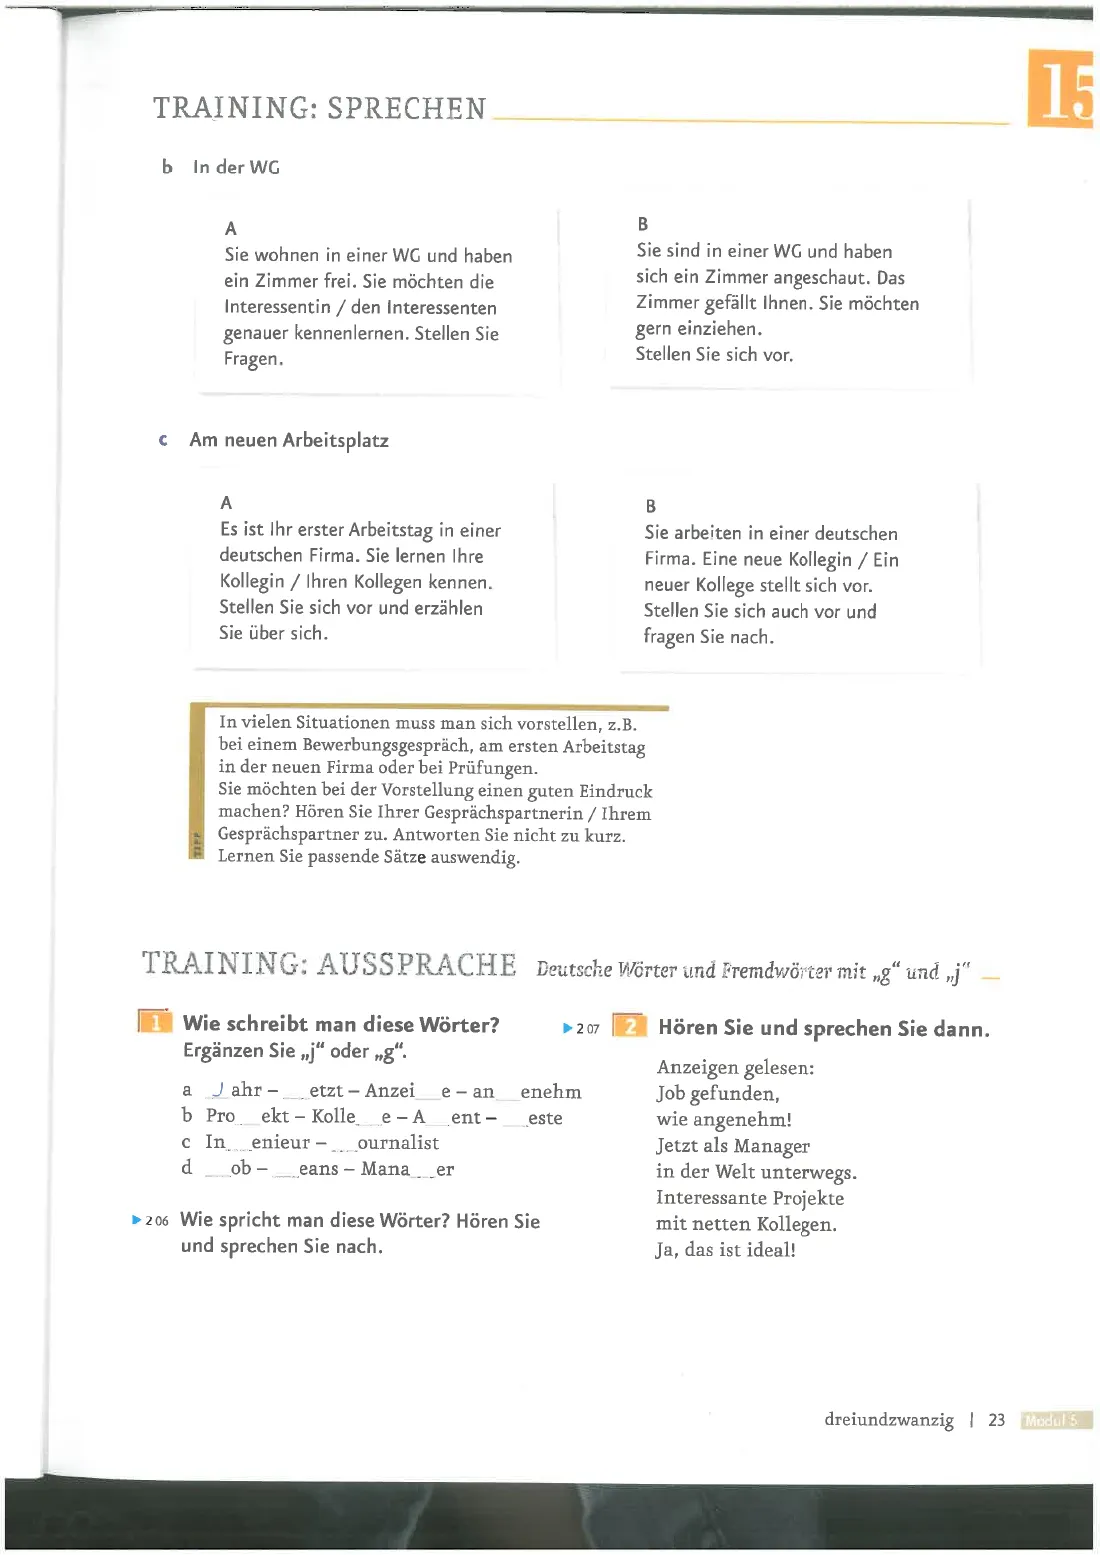 15
TRAINING: SPRECHEN
b In der WG
A
Sie wohnen in einer WG und haben
ein Zimmer frei. Sie möchten die
Interessentin / den Interessenten
genauer kennenlernen. Stellen Sie
Fragen.
B
Sie sind in einer WG und haben
sich ein Zimmer angeschaut. Das
Zimmer gefällt Ihnen. Sie möchten
gern einziehen.
Stellen Sie sich vor.
c Am neuen Arbeitsplatz
A
Es ist Ihr erster Arbeitstag in einer
deutschen Firma. Sie lernen Ihre
Kollegin / Ihren Kollegen kennen.
Stellen Sie sich vor und erzählen
Sie über sich.
B
Sie arbeiten in einer deutschen
Firma. Eine neue Kollegin / Ein
neuer Kollege stellt sich vor.
Stellen Sie sich auch vor und
fragen Sie nach.
TIPP
In vielen Situationen muss man sich vorstellen, z.B.
bei einem Bewerbungsgespräch, am ersten Arbeitstag
in der neuen Firma oder bei Prüfungen.
Sie möchten bei der Vorstellung einen guten Eindruck
machen? Hören Sie Ihrer Gesprächspartnerin / Ihrem
Gesprächspartner zu. Antworten Sie nicht zu kurz.
Lernen Sie passende Sätze auswendig.
TRAINING: AUSSPRACHE Deutsche Wörter und Fremdwörter mit „g“ und „j“
1 Wie schreibt man diese Wörter?
Ergänzen Sie „j“ oder „g“.
a J ahr – __etzt – Anzei__e – an__enehm
b Pro__ekt – Kolle__e – A__ent – __este
c In__enieur – __ournalist
d __ob – __eans – Mana__er
▶ 2 06 Wie spricht man diese Wörter? Hören Sie
und sprechen Sie nach.
▶ 2 07 2 Hören Sie und sprechen Sie dann.
Anzeigen gelesen:
Job gefunden,
wie angenehm!
Jetzt als Manager
in der Welt unterwegs.
Interessante Projekte
mit netten Kollegen.
Ja, das ist ideal!
dreiundzwanzig | 23 Modul 5